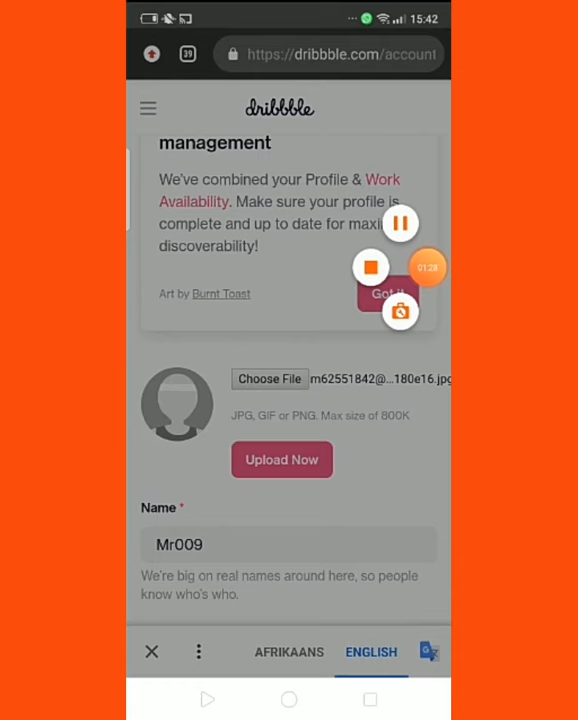 15:42
39
https://dribbble.com/account
dribbble
management
We've combined your Profile & Work
Availability. Make sure your profile is
complete and up to date for maxi
discoverability!
01:28
Art by Burnt Toast
Got it
Choose File m62551842@...180e16.jpg
JPG, GIF or PNG. Max size of 800K
Upload Now
Name *
Mr009
We're big on real names around here, so people
know who's who.
AFRIKAANS ENGLISH